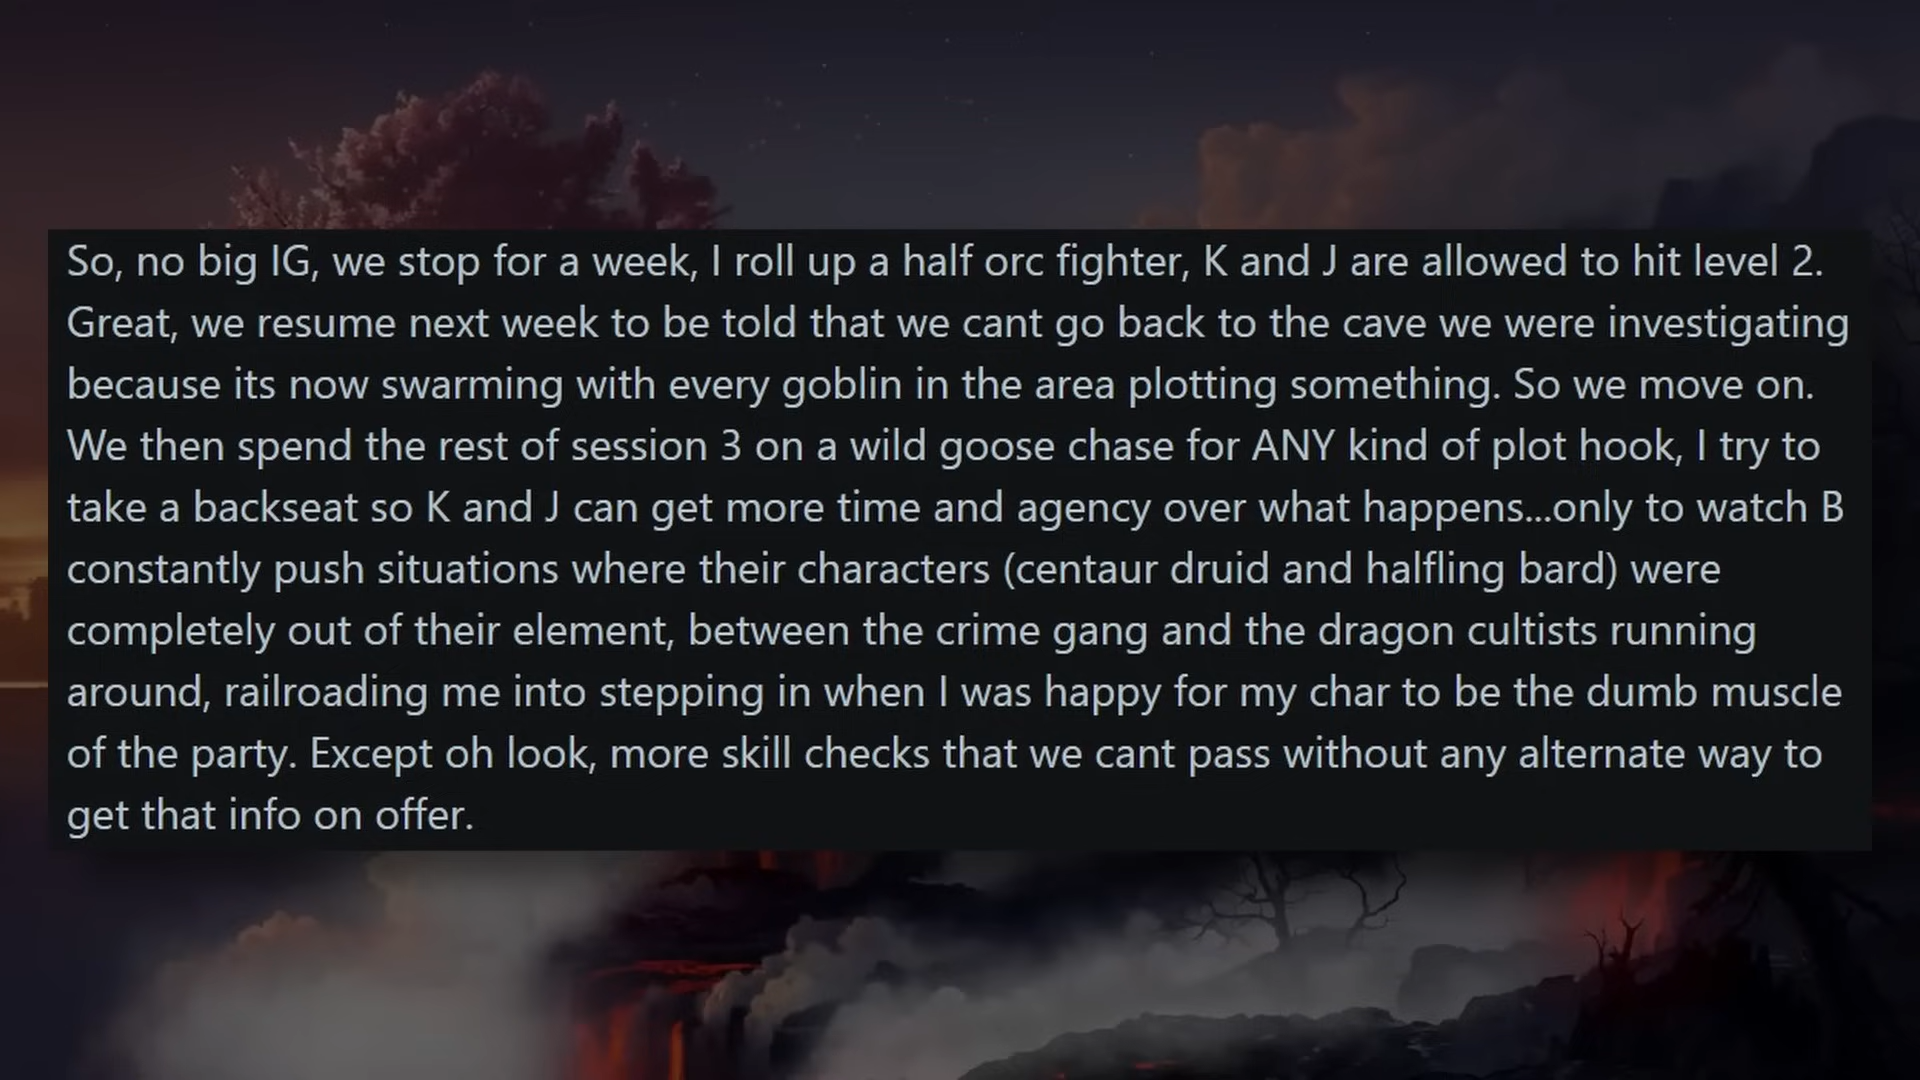 So, no big IG, we stop for a week, I roll up a half orc fighter, K and J are allowed to hit level 2.
Great, we resume next week to be told that we cant go back to the cave we were investigating
because its now swarming with every goblin in the area plotting something. So we move on.
We then spend the rest of session 3 on a wild goose chase for ANY kind of plot hook, I try to
take a backseat so K and J can get more time and agency over what happens...only to watch B
constantly push situations where their characters (centaur druid and halfling bard) were
completely out of their element, between the crime gang and the dragon cultists running
around, railroading me into stepping in when I was happy for my char to be the dumb muscle
of the party. Except oh look, more skill checks that we cant pass without any alternate way to
get that info on offer.